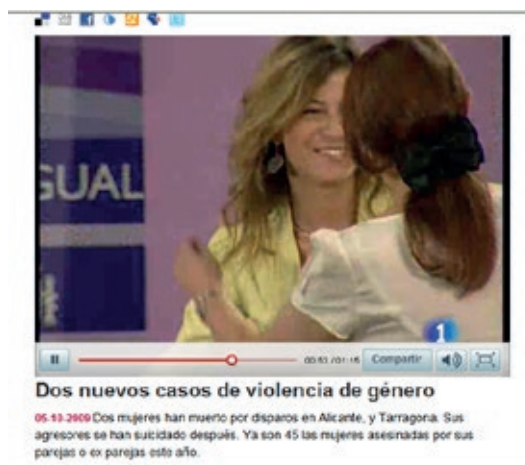 GUAL
1
00:53 /01:15 Compartir
Dos nuevos casos de violencia de género
05-10-2009 Dos mujeres han muerto por disparos en Alicante, y Tarragona. Sus
agresores se han suicidado después. Ya son 45 las mujeres asesinadas por sus
parejas o ex parejas este año.